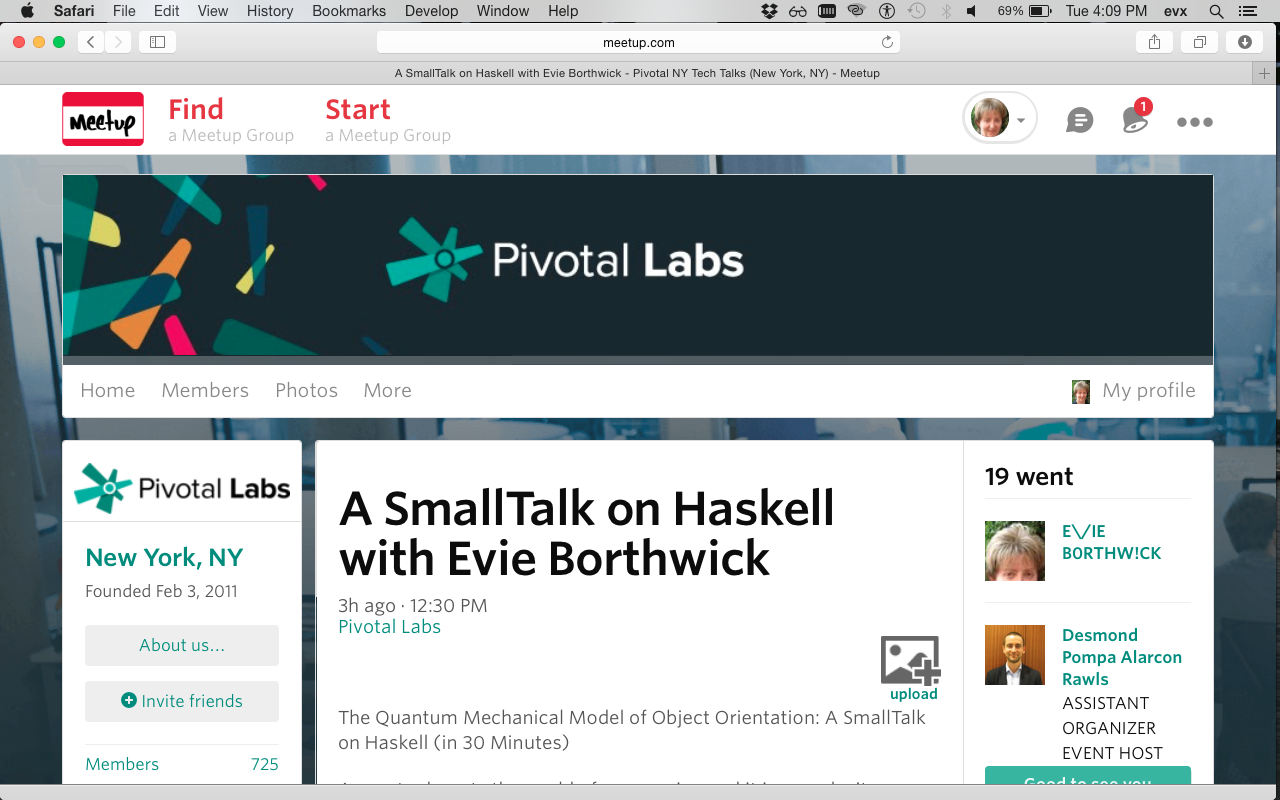 Safari File Edit View History Bookmarks Develop Window Help 69% Tue 4:09 PM evx
meetup.com
A SmallTalk on Haskell with Evie Borthwick - Pivotal NY Tech Talks (New York, NY) - Meetup
Meetup
Find
a Meetup Group
Start
a Meetup Group
1
Pivotal Labs
Home Members Photos More My profile
Pivotal Labs
New York, NY
Founded Feb 3, 2011
About us...
Invite friends
Members 725
A SmallTalk on Haskell
with Evie Borthwick
3h ago · 12:30 PM
Pivotal Labs
upload
The Quantum Mechanical Model of Object Orientation: A SmallTalk
on Haskell (in 30 Minutes)
19 went
E\/IE
B0RTHW!CK
Desmond
Pompa Alarcon
Rawls
ASSISTANT
ORGANIZER
EVENT HOST
Good to see you